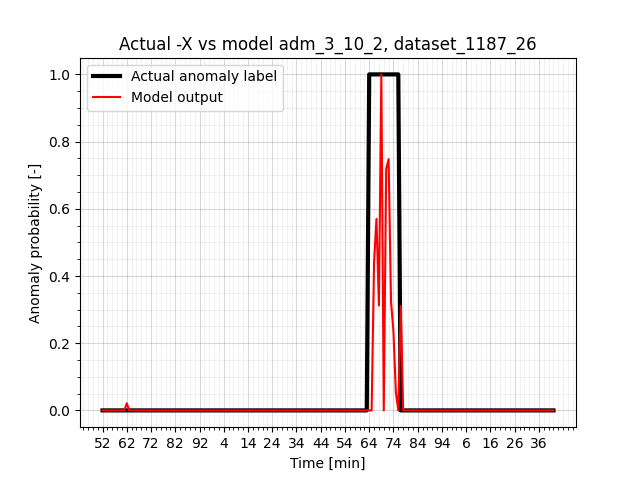 Actual -X vs model adm_3_10_2, dataset_1187_26
Actual anomaly label
Model output
Anomaly probability [-]
1.0
0.8
0.6
0.4
0.2
0.0
52 62 72 82 92 4 14 24 34 44 54 64 74 84 94 6 16 26 36
Time [min]